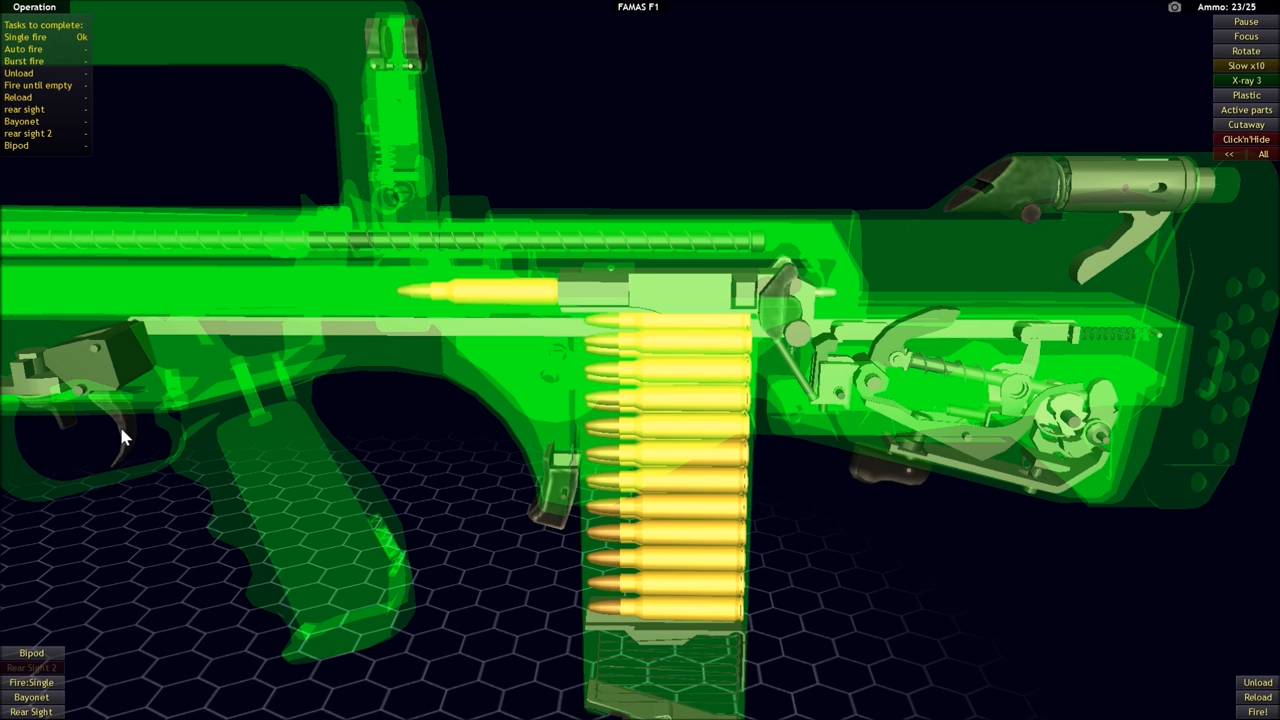 Operation
FAMAS F1
Ammo: 23/25
Tasks to complete:
Single fire Ok
Auto fire -
Burst fire -
Unload -
Fire until empty -
Reload -
rear sight -
Bayonet -
rear sight 2 -
Bipod -
Pause
Focus
Rotate
Slow x10
X-ray 3
Plastic
Active parts
Cutaway
Click'n'Hide
<< All
Bipod
Rear Sight 2
Fire:Single
Bayonet
Rear Sight
Unload
Reload
Fire!